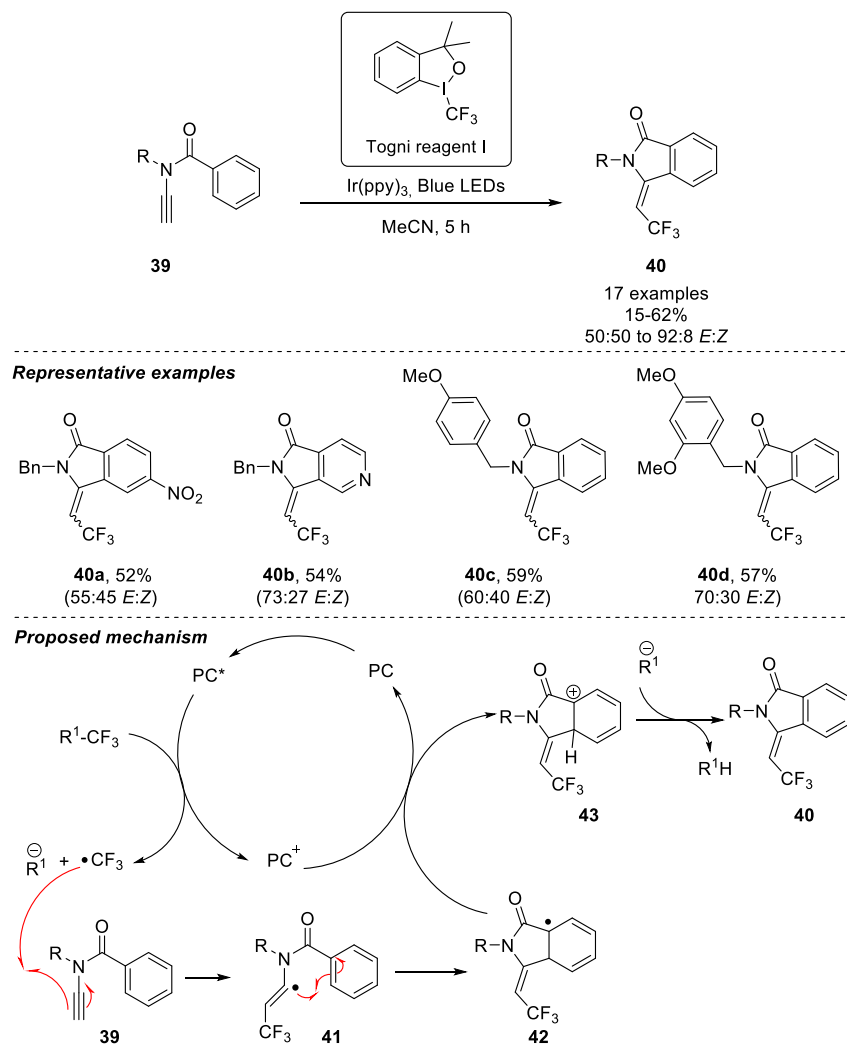 O
I
CF3
Togni reagent I
O
R
N
39
Ir(ppy)3, Blue LEDs
MeCN, 5 h
O
R
N
CF3
40
17 examples
15-62%
50:50 to 92:8 E:Z
Representative examples
O
Bn
N
NO2
CF3
40a, 52%
(55:45 E:Z)
O
Bn
N
N
CF3
40b, 54%
(73:27 E:Z)
MeO
O
N
CF3
40c, 59%
(60:40 E:Z)
MeO
MeO
O
N
CF3
40d, 57%
70:30 E:Z)
Proposed mechanism
PC*
PC
R1-CF3
⊖
R1 + •CF3
PC+
O
⊕
R
N
H
CF3
43
⊖
R1
R1H
O
R
N
CF3
40
O
R
N
39
O
R
N
•
CF3
41
O
•
R
N
CF3
42